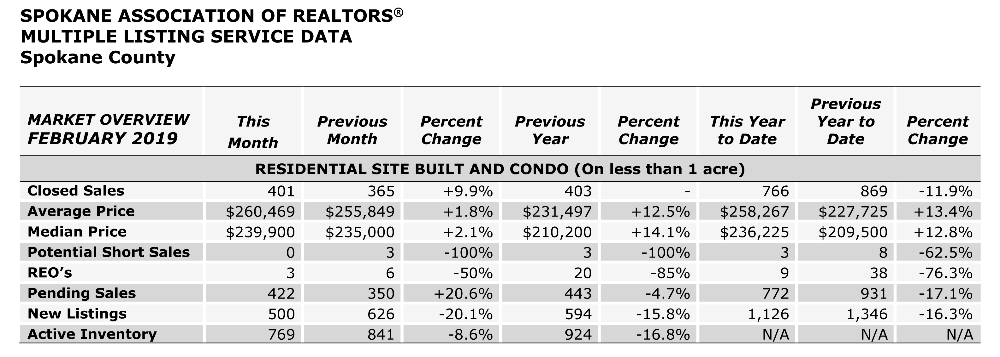 SPOKANE ASSOCIATION OF REALTORS®
MULTIPLE LISTING SERVICE DATA
Spokane County
MARKET OVERVIEW FEBRUARY 2019 This Month Previous Month Percent Change Previous Year Percent Change This Year to Date Previous Year to Date Percent Change
RESIDENTIAL SITE BUILT AND CONDO (On less than 1 acre)
Closed Sales 401 365 +9.9% 403 - 766 869 -11.9%
Average Price $260,469 $255,849 +1.8% $231,497 +12.5% $258,267 $227,725 +13.4%
Median Price $239,900 $235,000 +2.1% $210,200 +14.1% $236,225 $209,500 +12.8%
Potential Short Sales 0 3 -100% 3 -100% 3 8 -62.5%
REO’s 3 6 -50% 20 -85% 9 38 -76.3%
Pending Sales 422 350 +20.6% 443 -4.7% 772 931 -17.1%
New Listings 500 626 -20.1% 594 -15.8% 1,126 1,346 -16.3%
Active Inventory 769 841 -8.6% 924 -16.8% N/A N/A N/A